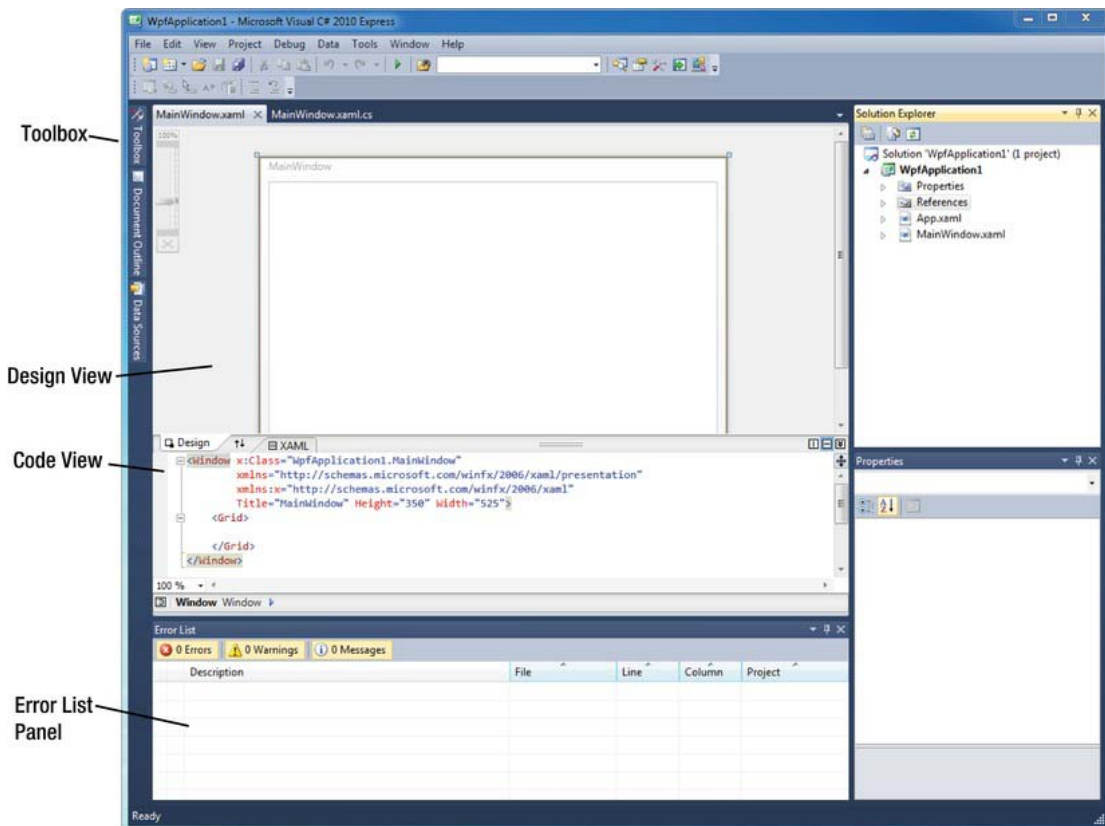 WpfApplication1 - Microsoft Visual C# 2010 Express
File Edit View Project Debug Data Tools Window Help
Toolbox
Design View
Code View
Error List
Panel
Toolbox
Document Outline
Data Sources
MainWindow.xaml
MainWindow.xaml.cs
100%
MainWindow
Design
XAML
<Window x:Class="WpfApplication1.MainWindow"
xmlns="http://schemas.microsoft.com/winfx/2006/xaml/presentation"
xmlns:x="http://schemas.microsoft.com/winfx/2006/xaml"
Title="MainWindow" Height="350" Width="525">
<Grid>
</Grid>
</Window>
100 %
Window Window
Error List
0 Errors 0 Warnings 0 Messages
Description File Line Column Project
Solution Explorer
Solution 'WpfApplication1' (1 project)
WpfApplication1
Properties
References
App.xaml
MainWindow.xaml
Properties
Ready